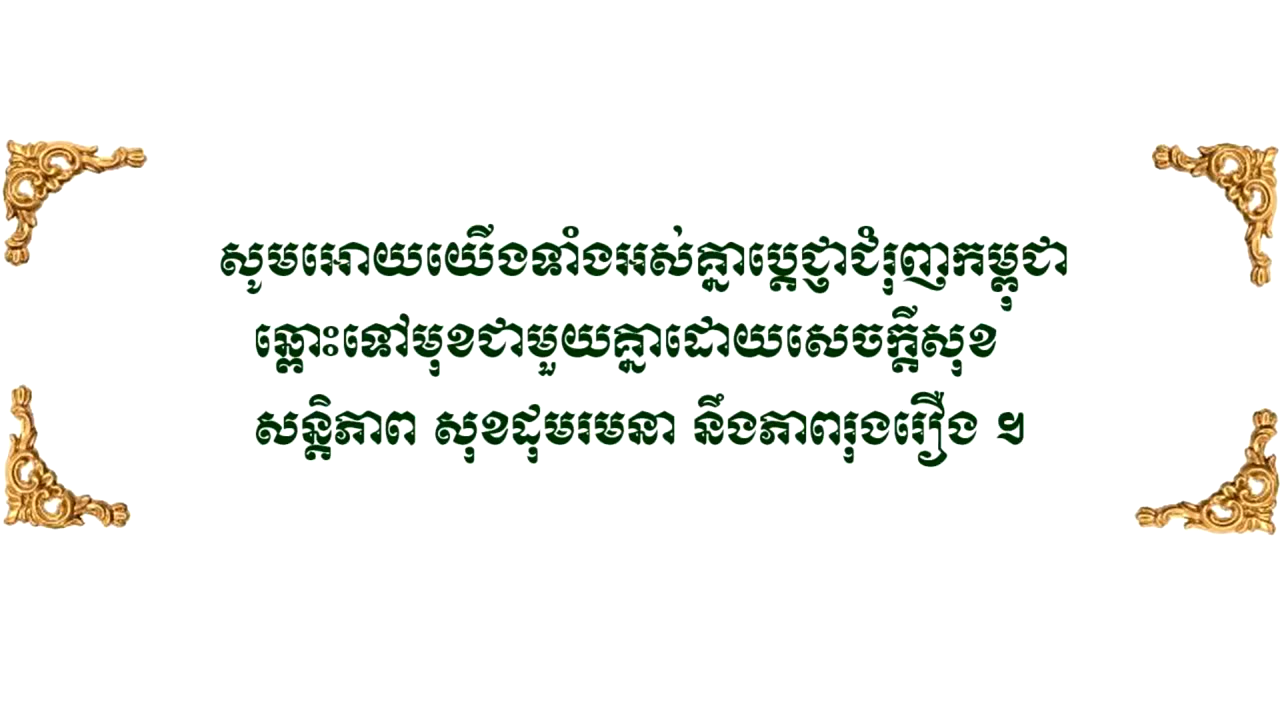 សូមអោយយើងទាំងអស់គ្នាប្តេជ្ញាជំរុញកម្ពុជា
ឆ្ពោះទៅមុខជាមួយគ្នាដោយសេចក្តីសុខ
សន្តិភាព សុខដុមរមនា នឹងភាពរុងរឿង ។